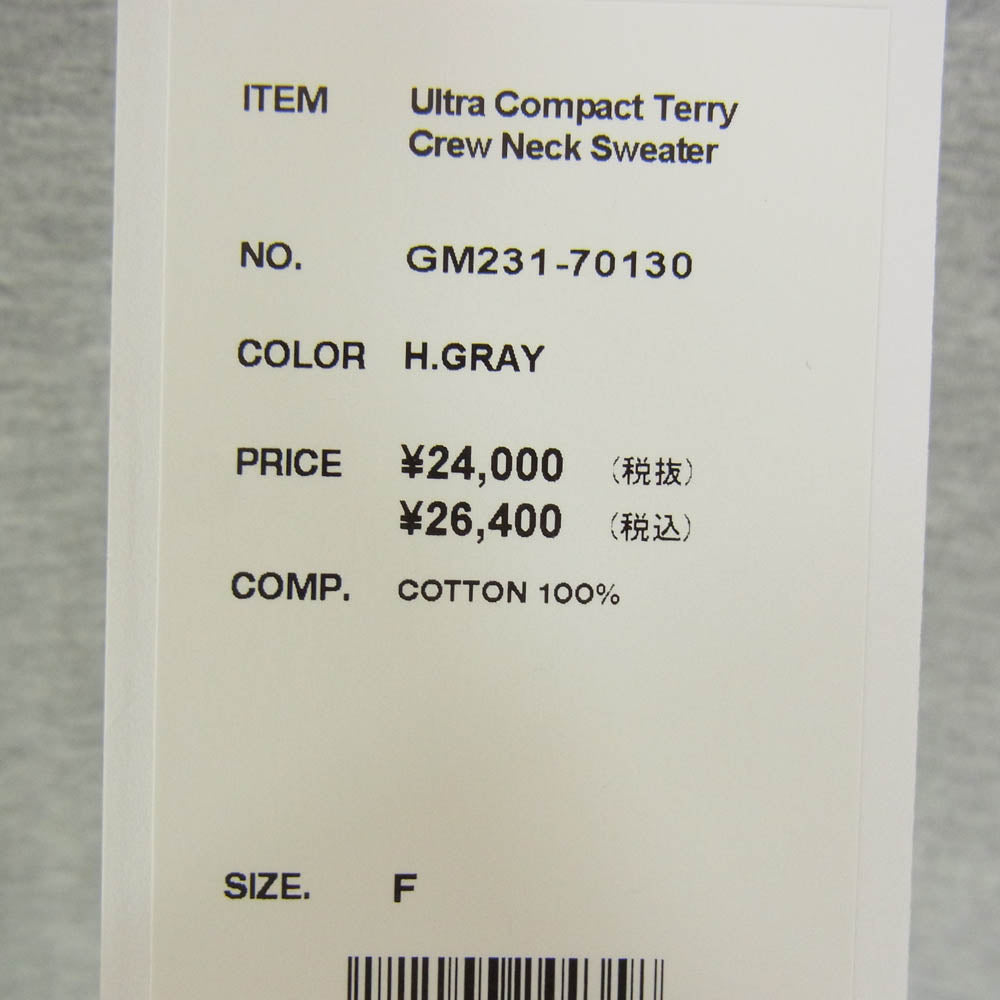 ITEM Ultra Compact Terry
Crew Neck Sweater
NO. GM231-70130
COLOR H.GRAY
PRICE ¥24,000 (税抜)
¥26,400 (税込)
COMP. COTTON 100%
SIZE. F